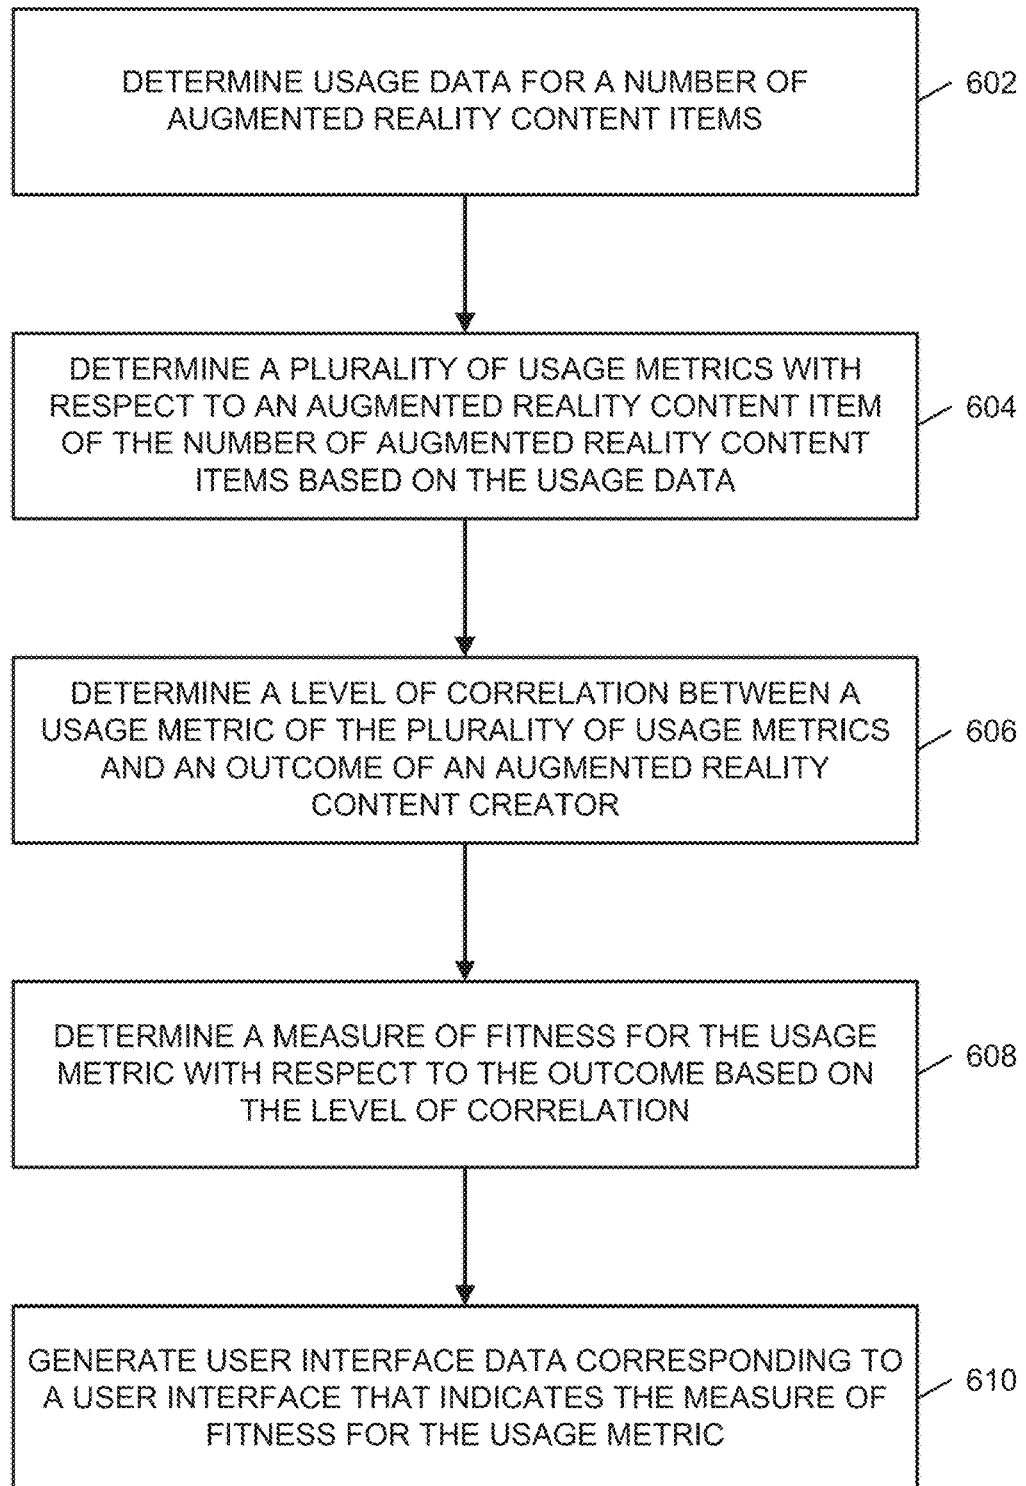 DETERMINE USAGE DATA FOR A NUMBER OF
AUGMENTED REALITY CONTENT ITEMS
602
DETERMINE A PLURALITY OF USAGE METRICS WITH
RESPECT TO AN AUGMENTED REALITY CONTENT ITEM
OF THE NUMBER OF AUGMENTED REALITY CONTENT
ITEMS BASED ON THE USAGE DATA
604
DETERMINE A LEVEL OF CORRELATION BETWEEN A
USAGE METRIC OF THE PLURALITY OF USAGE METRICS
AND AN OUTCOME OF AN AUGMENTED REALITY
CONTENT CREATOR
606
DETERMINE A MEASURE OF FITNESS FOR THE USAGE
METRIC WITH RESPECT TO THE OUTCOME BASED ON
THE LEVEL OF CORRELATION
608
GENERATE USER INTERFACE DATA CORRESPONDING TO
A USER INTERFACE THAT INDICATES THE MEASURE OF
FITNESS FOR THE USAGE METRIC
610